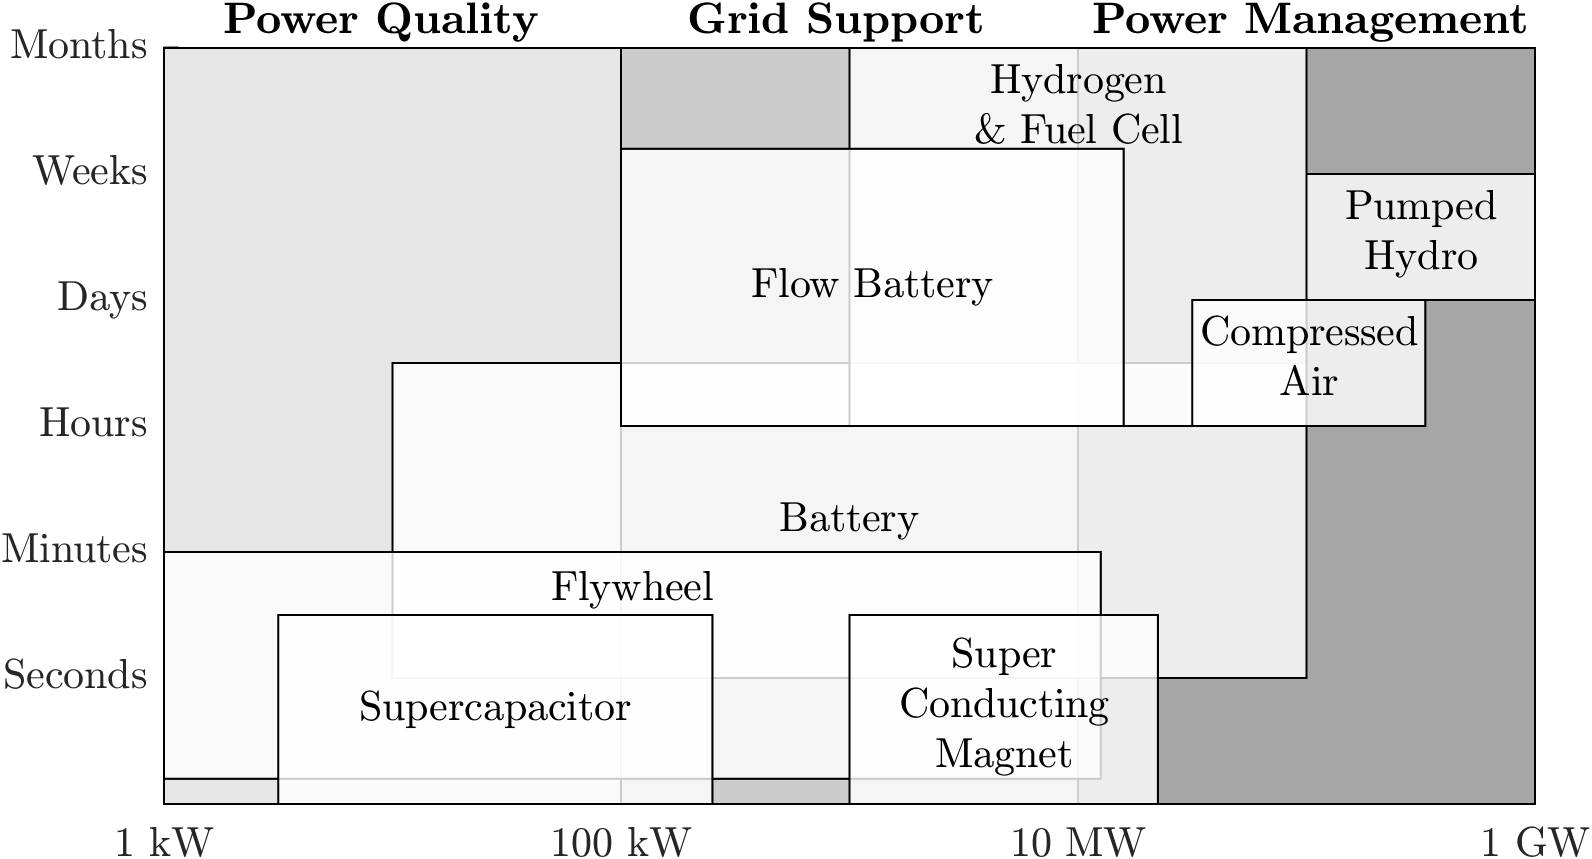 Power Quality
Grid Support
Power Management
Months
Hydrogen
& Fuel Cell
Weeks
Pumped
Hydro
Flow Battery
Days
Compressed
Air
Hours
Battery
Minutes
Flywheel
Super
Conducting
Magnet
Seconds
Supercapacitor
1 kW
100 kW
10 MW
1 GW